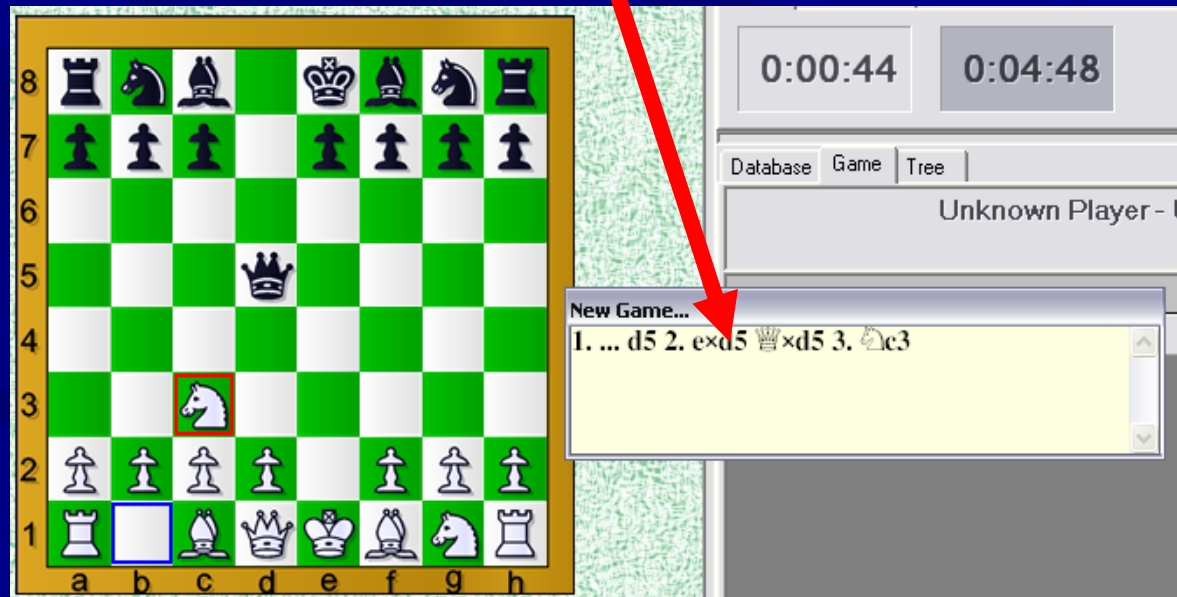 8
7
6
5
4
3
2
1
a b c d e f g h
0:00:44 0:04:48
Database Game Tree
Unknown Player -
New Game...
1. ... d5 2. e×d5 ♕×d5 3. ♘c3